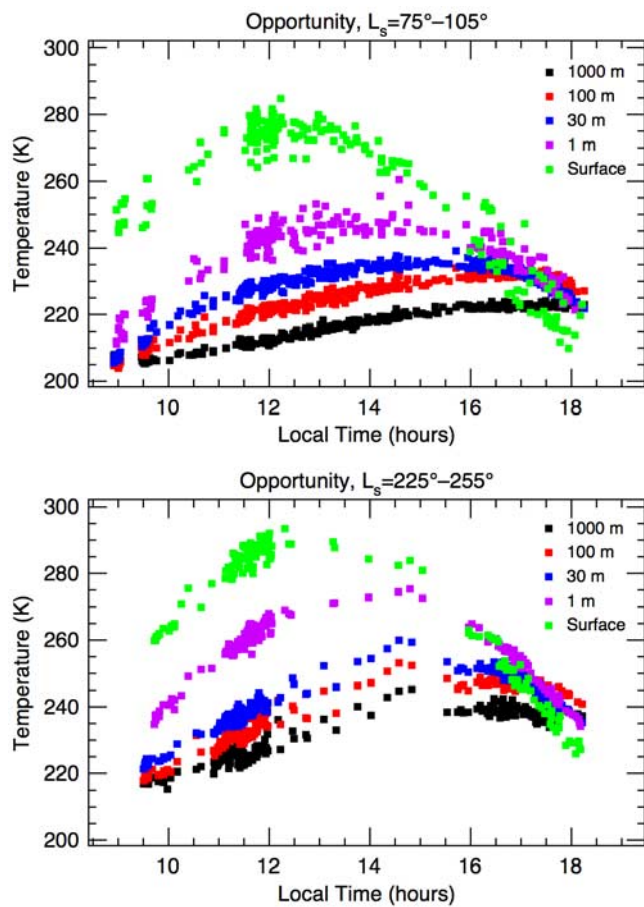 Opportunity, Ls=75°–105°
300
280
260
240
220
200
Temperature (K)
1000 m
100 m
30 m
1 m
Surface
10 12 14 16 18
Local Time (hours)
Opportunity, Ls=225°–255°
300
280
260
240
220
200
Temperature (K)
1000 m
100 m
30 m
1 m
Surface
10 12 14 16 18
Local Time (hours)